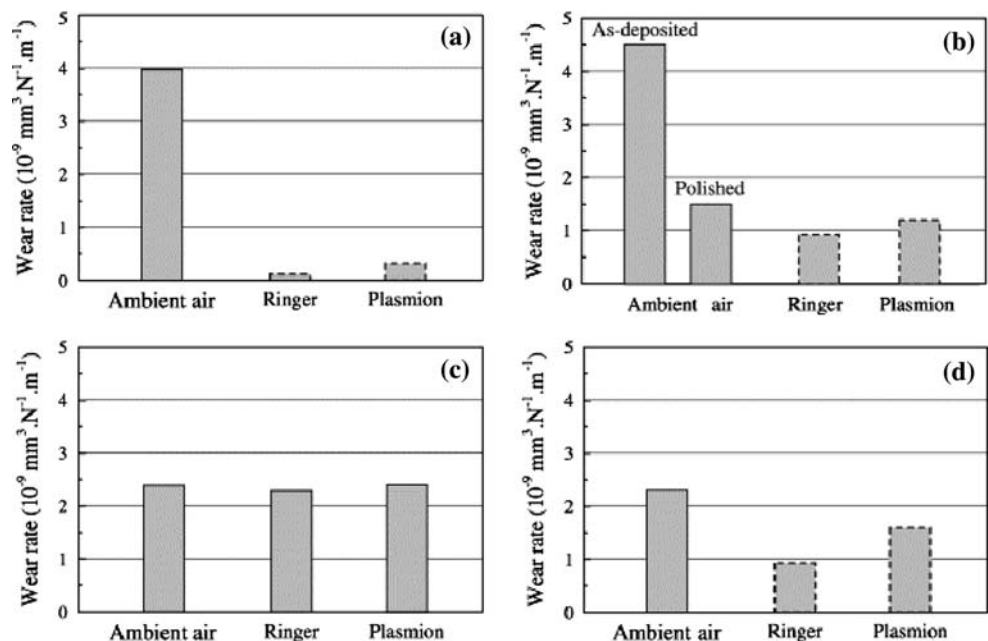 (a)
Wear rate (10⁻⁹ mm³.N⁻¹.m⁻¹)
5
4
3
2
1
0
Ambient air Ringer Plasmion
(b)
Wear rate (10⁻⁹ mm³.N⁻¹.m⁻¹)
5
4
3
2
1
0
As-deposited
Polished
Ambient air Ringer Plasmion
(c)
Wear rate (10⁻⁹ mm³.N⁻¹.m⁻¹)
5
4
3
2
1
0
Ambient air Ringer Plasmion
(d)
Wear rate (10⁻⁹ mm³.N⁻¹.m⁻¹)
5
4
3
2
1
0
Ambient air Ringer Plasmion